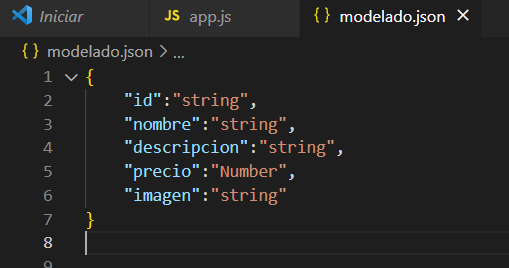 Iniciar JS app.js {} modelado.json
{} modelado.json > ...
1 {
2 "id":"string",
3 "nombre":"string",
4 "descripcion":"string",
5 "precio":"Number",
6 "imagen":"string"
7 }
8